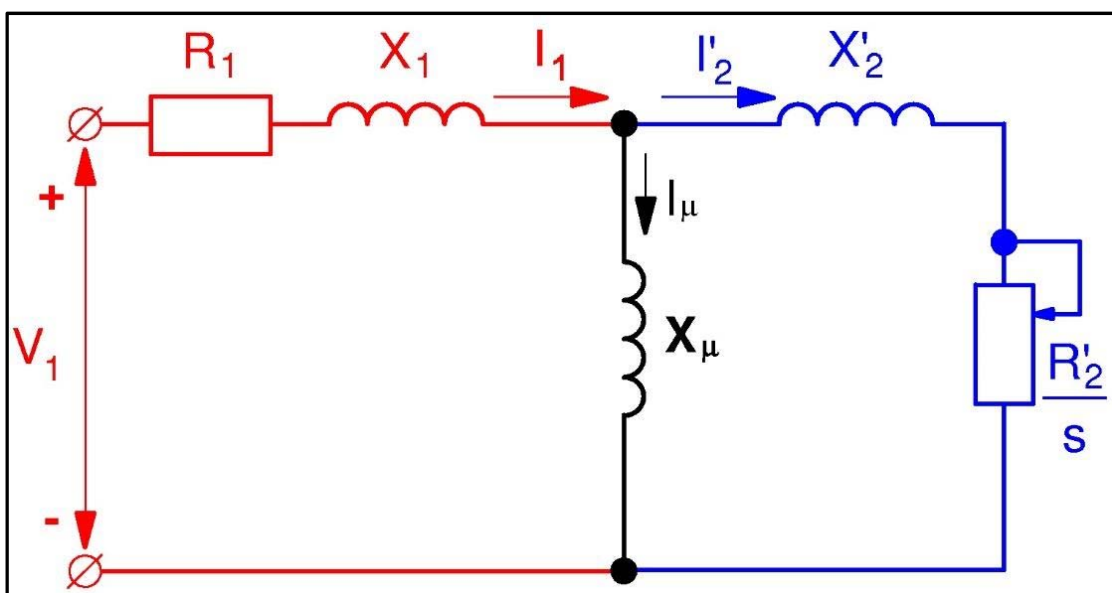 R₁ X₁ I₁ I'₂ X'₂
+
Iμ
V₁ Xμ R'₂
s
-